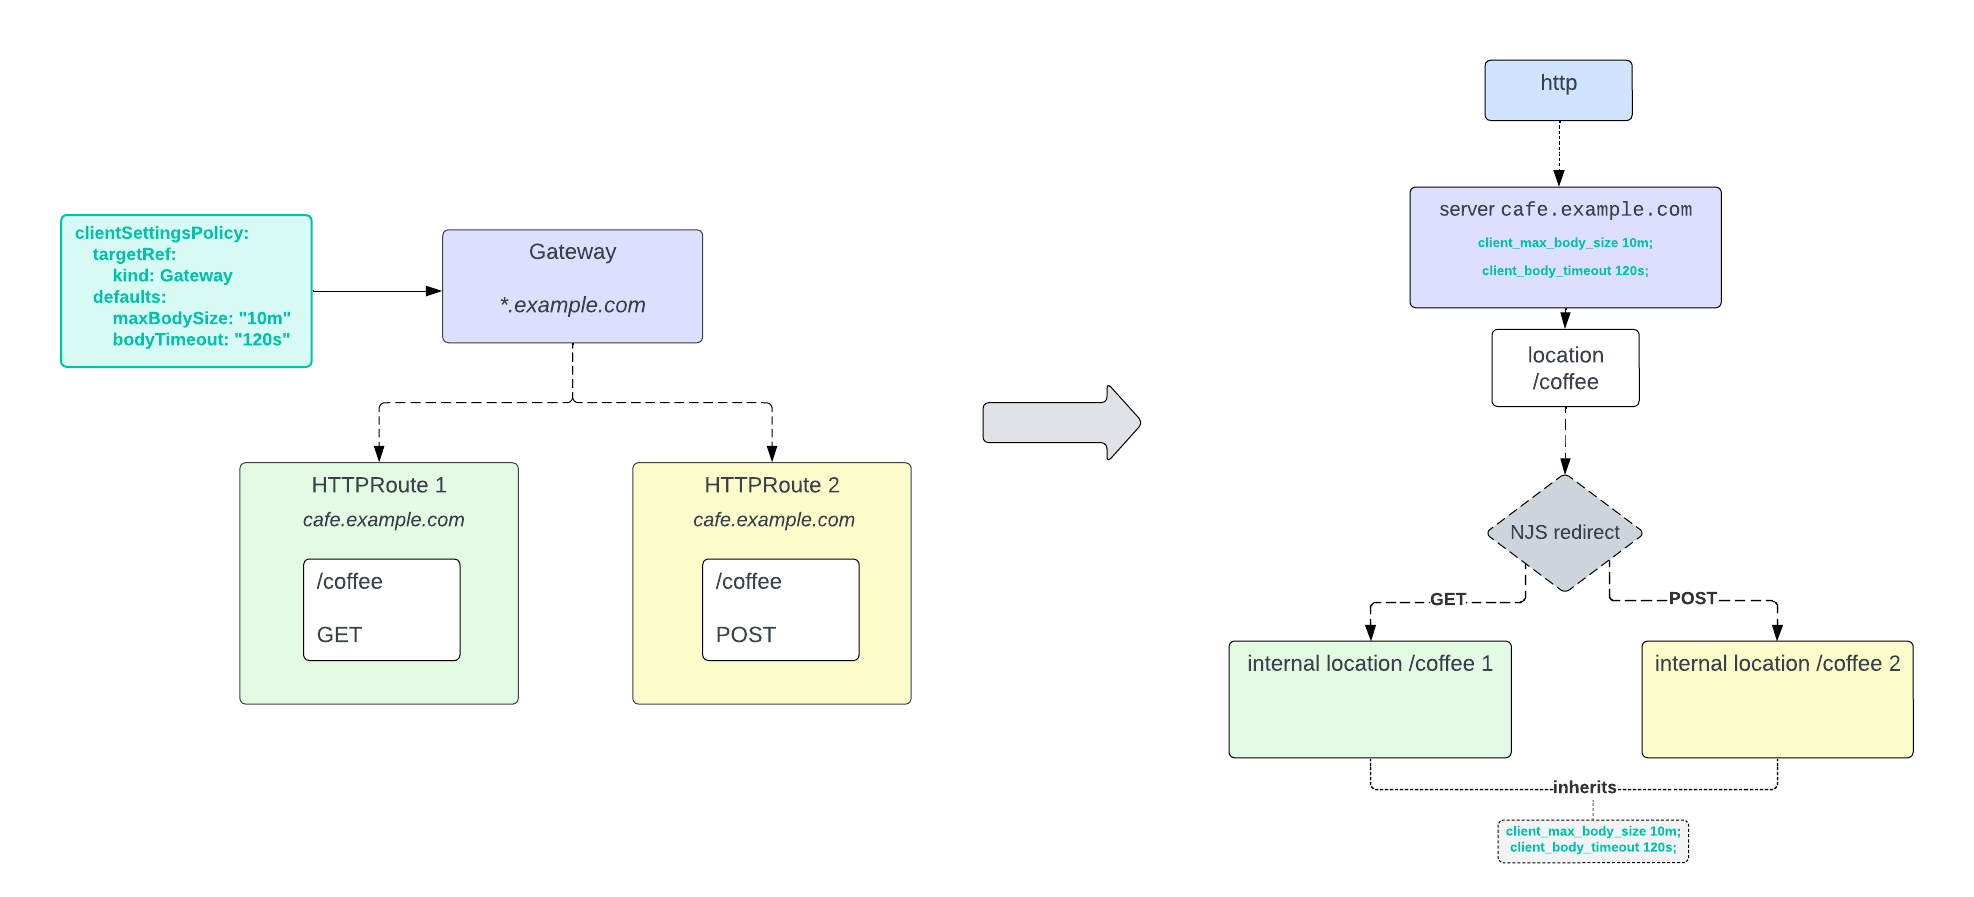 clientSettingsPolicy:
targetRef:
kind: Gateway
defaults:
maxBodySize: "10m"
bodyTimeout: "120s"
Gateway
*.example.com
HTTPRoute 1
cafe.example.com
/coffee
GET
HTTPRoute 2
cafe.example.com
/coffee
POST
http
server cafe.example.com
client_max_body_size 10m;
client_body_timeout 120s;
location
/coffee
NJS redirect
GET
POST
internal location /coffee 1
internal location /coffee 2
inherits
client_max_body_size 10m;
client_body_timeout 120s;